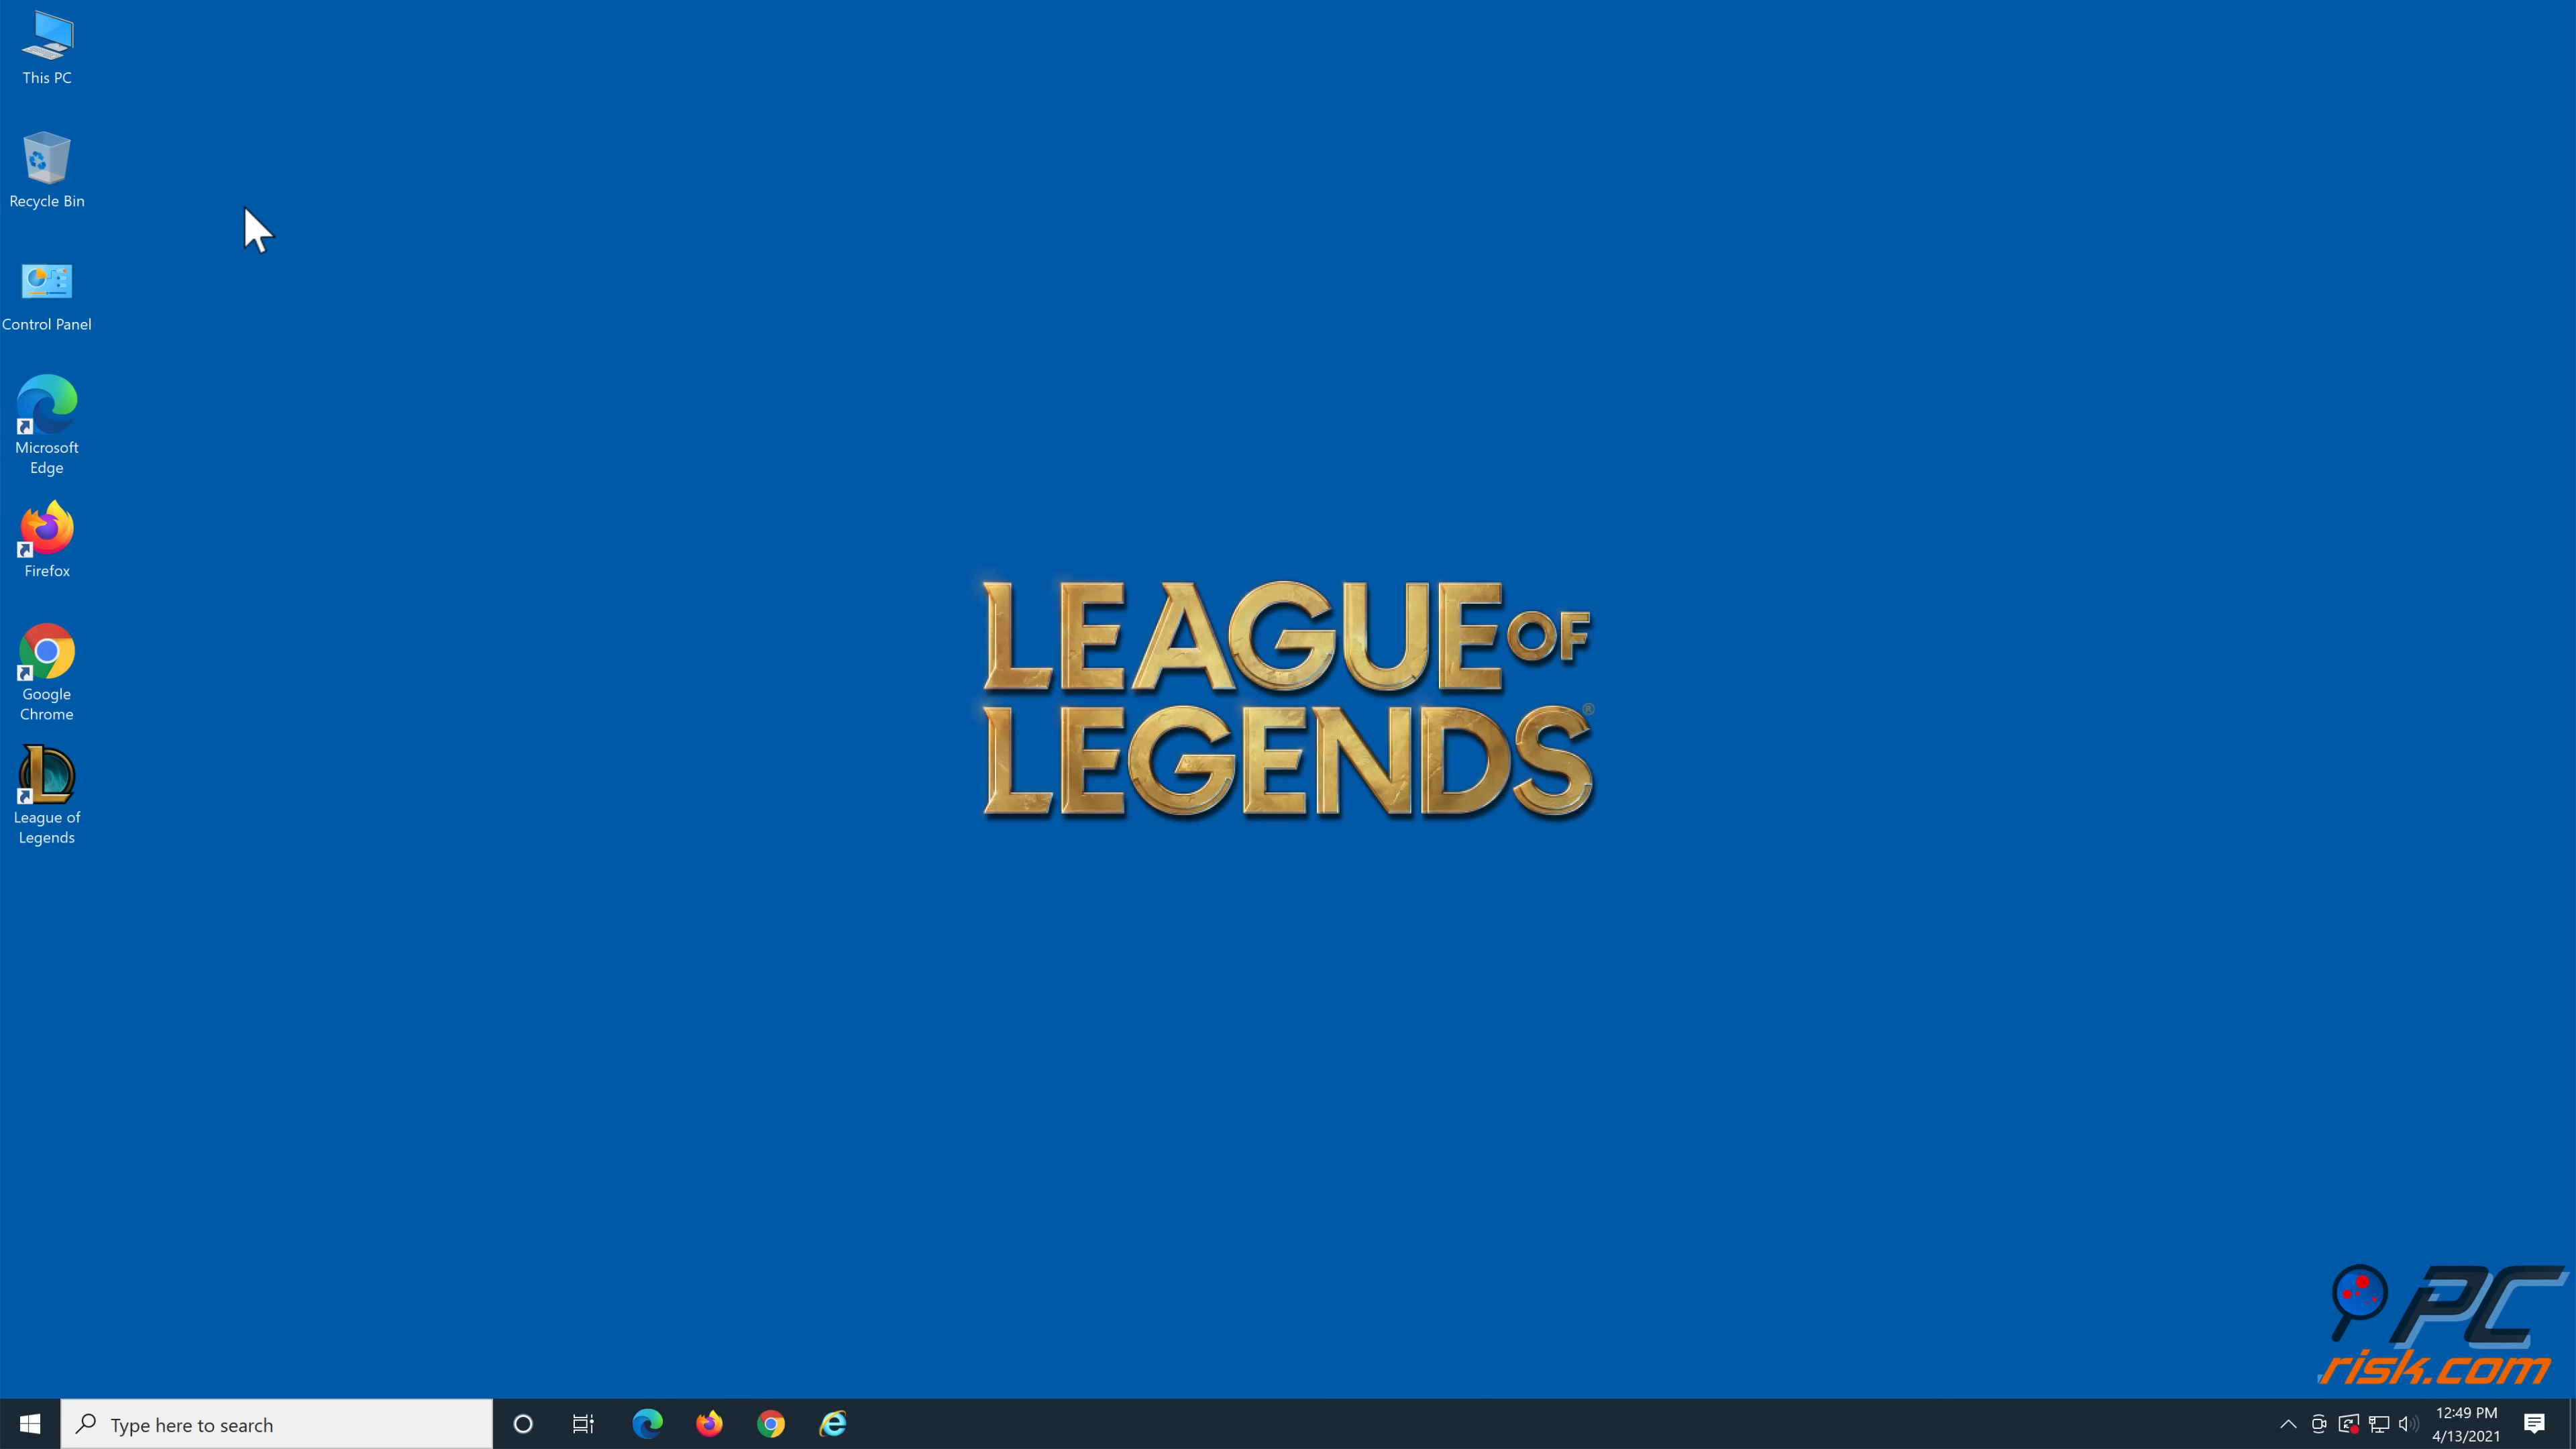 This PC
Recycle Bin
Control Panel
Microsoft
Edge
Firefox
Google
Chrome
League of
Legends
LEAGUE OF
LEGENDS®
PC
risk.com
Type here to search
12:49 PM
4/13/2021